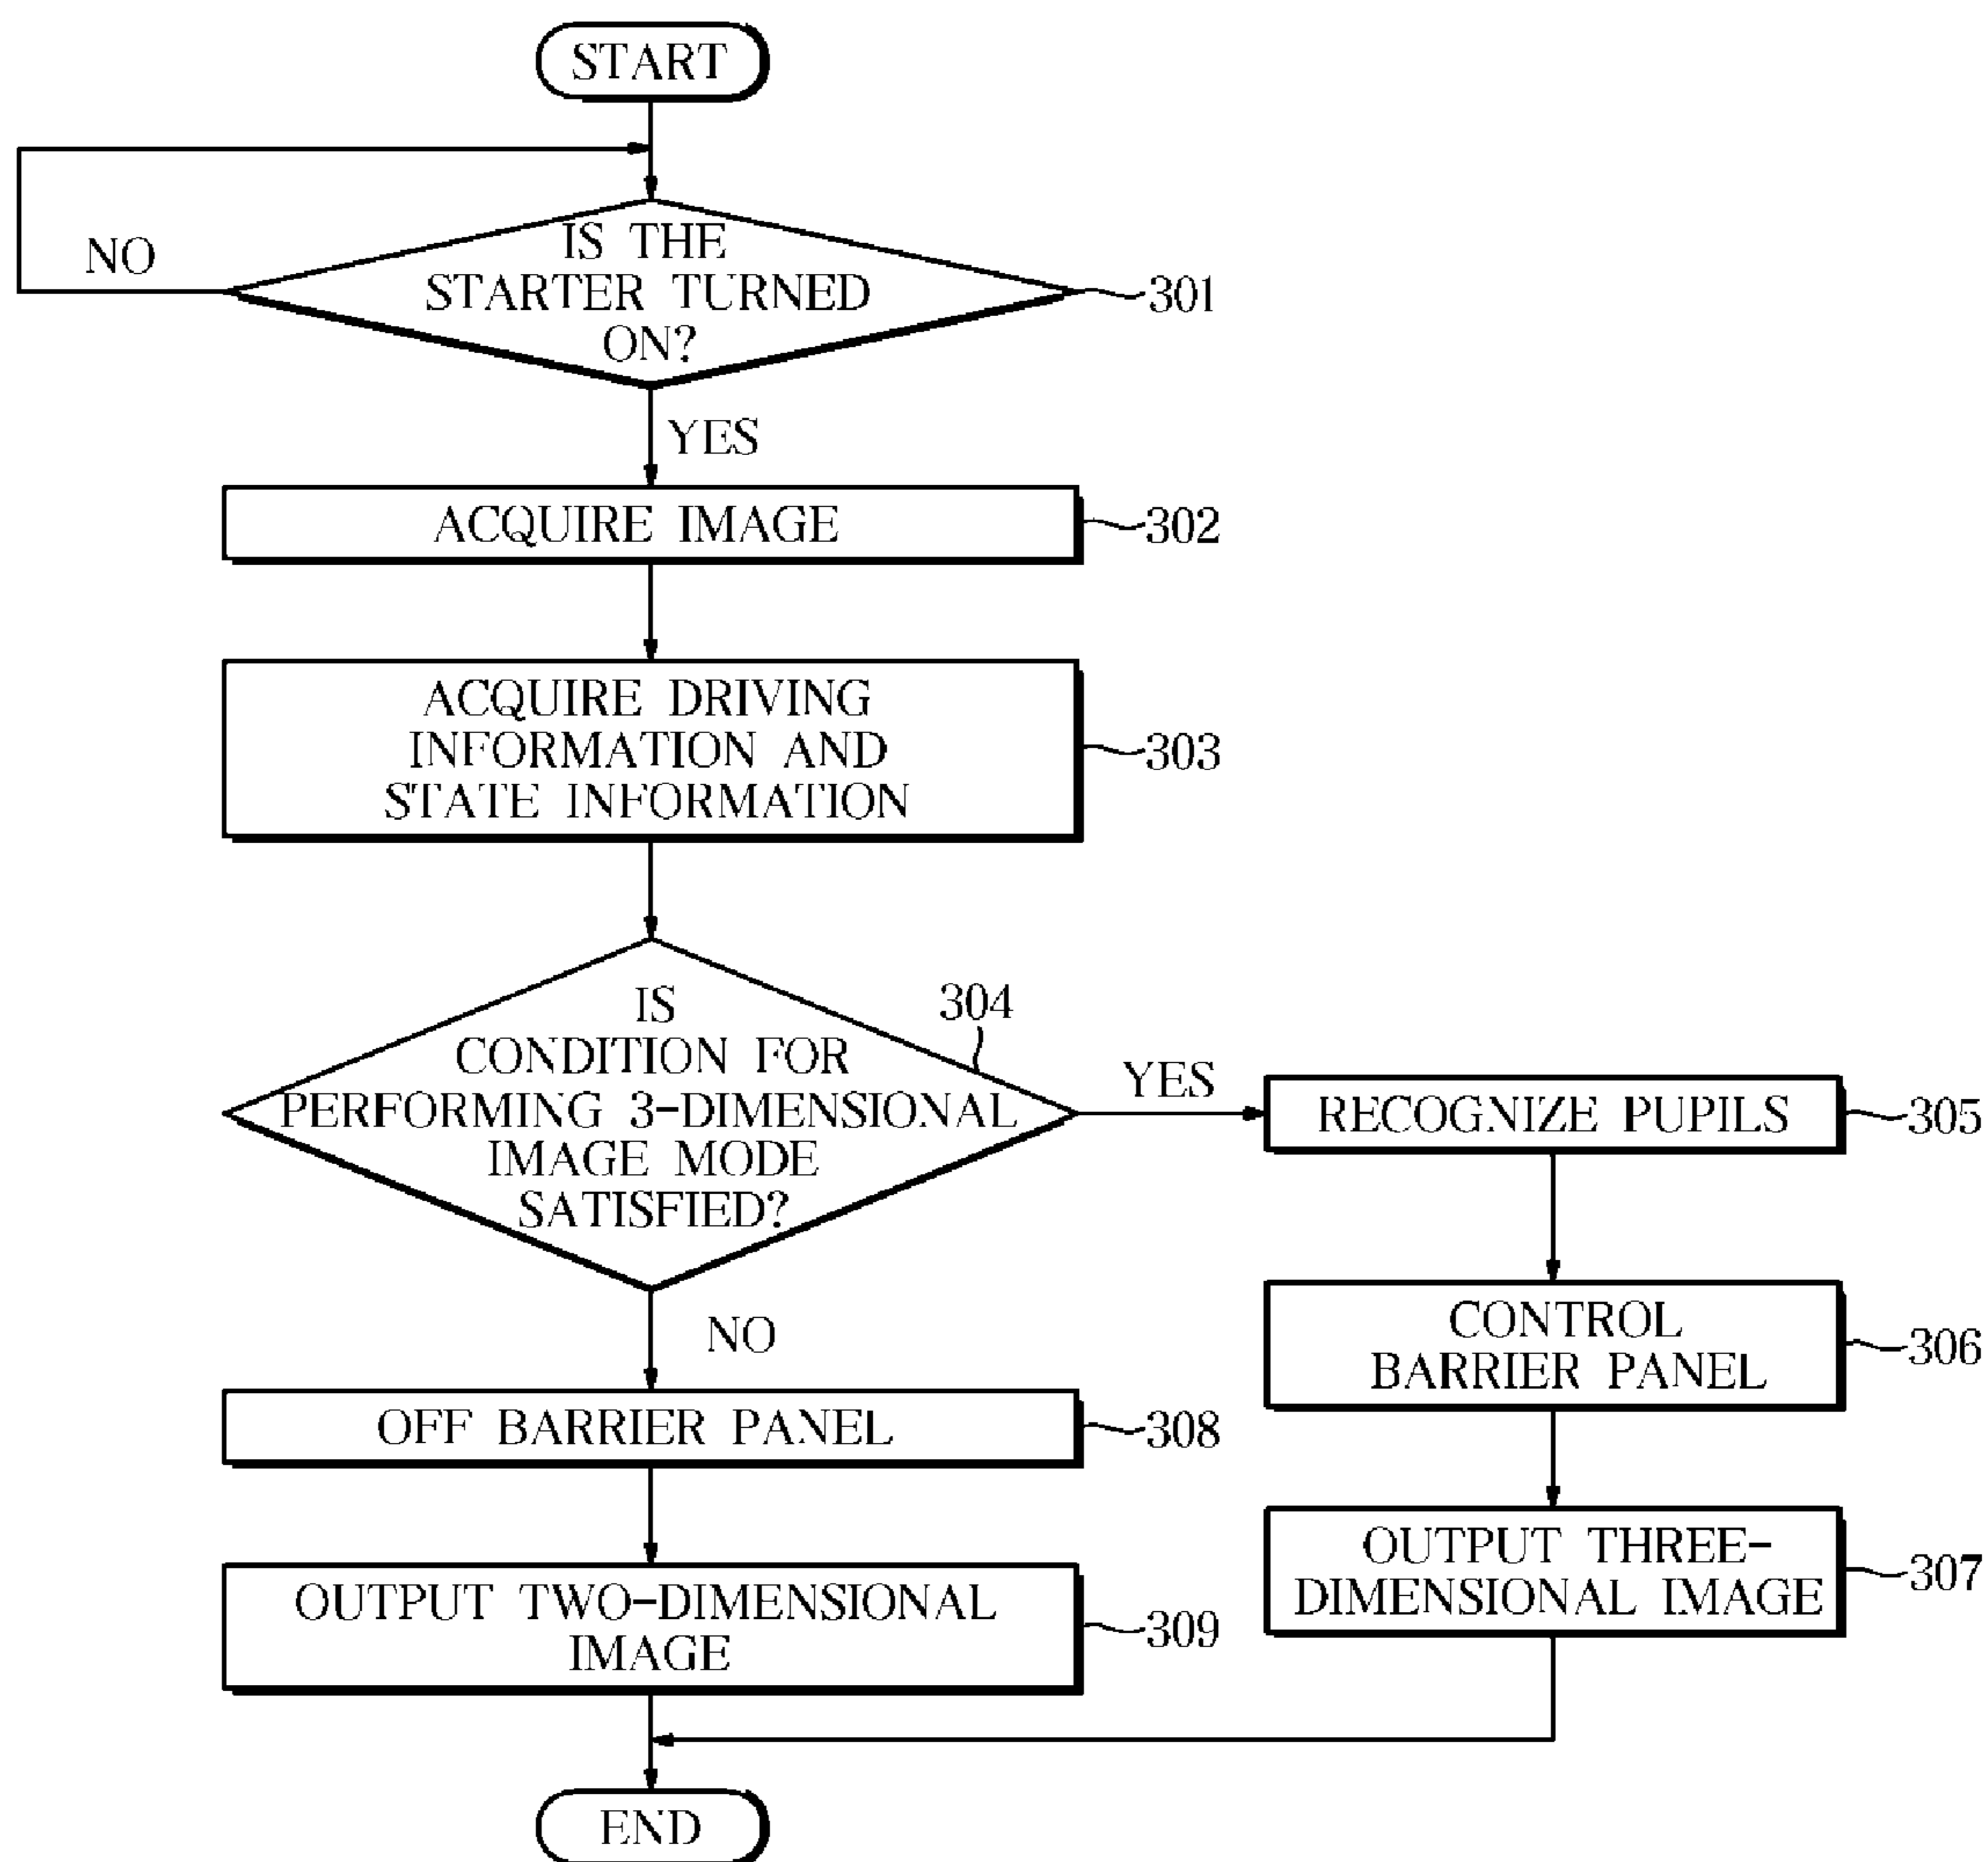 START
NO
IS THE
STARTER TURNED
ON?
301
YES
ACQUIRE IMAGE
302
ACQUIRE DRIVING
INFORMATION AND
STATE INFORMATION
303
IS
CONDITION FOR
PERFORMING 3-DIMENSIONAL
IMAGE MODE
SATISFIED?
304
YES
RECOGNIZE PUPILS
305
CONTROL
BARRIER PANEL
306
OUTPUT THREE-
DIMENSIONAL IMAGE
307
NO
OFF BARRIER PANEL
308
OUTPUT TWO-DIMENSIONAL
IMAGE
309
END